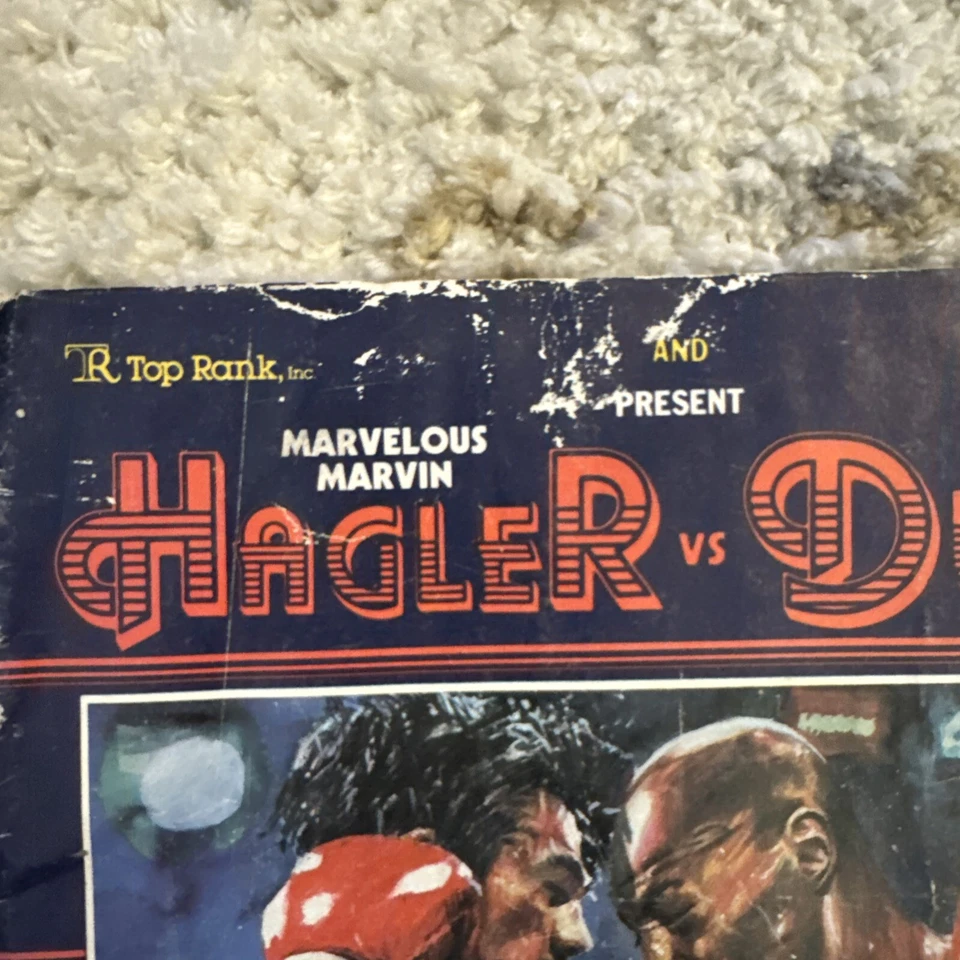 TR Top Rank, Inc.
AND
PRESENT
MARVELOUS
MARVIN
HAGLER VS D